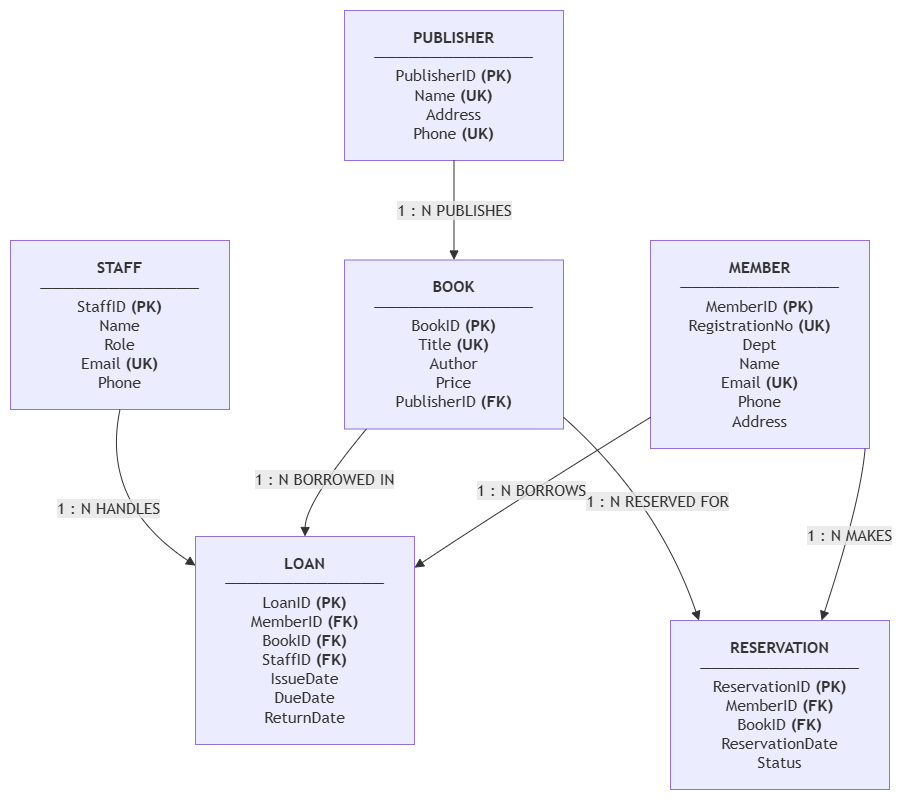 PUBLISHER
PublisherID (PK)
Name (UK)
Address
Phone (UK)
1 : N PUBLISHES
STAFF
StaffID (PK)
Name
Role
Email (UK)
Phone
BOOK
BookID (PK)
Title (UK)
Author
Price
PublisherID (FK)
MEMBER
MemberID (PK)
RegistrationNo (UK)
Dept
Name
Email (UK)
Phone
Address
1 : N HANDLES
1 : N BORROWED IN
1 : N BORROWS
1 : N RESERVED FOR
1 : N MAKES
LOAN
LoanID (PK)
MemberID (FK)
BookID (FK)
StaffID (FK)
IssueDate
DueDate
ReturnDate
RESERVATION
ReservationID (PK)
MemberID (FK)
BookID (FK)
ReservationDate
Status